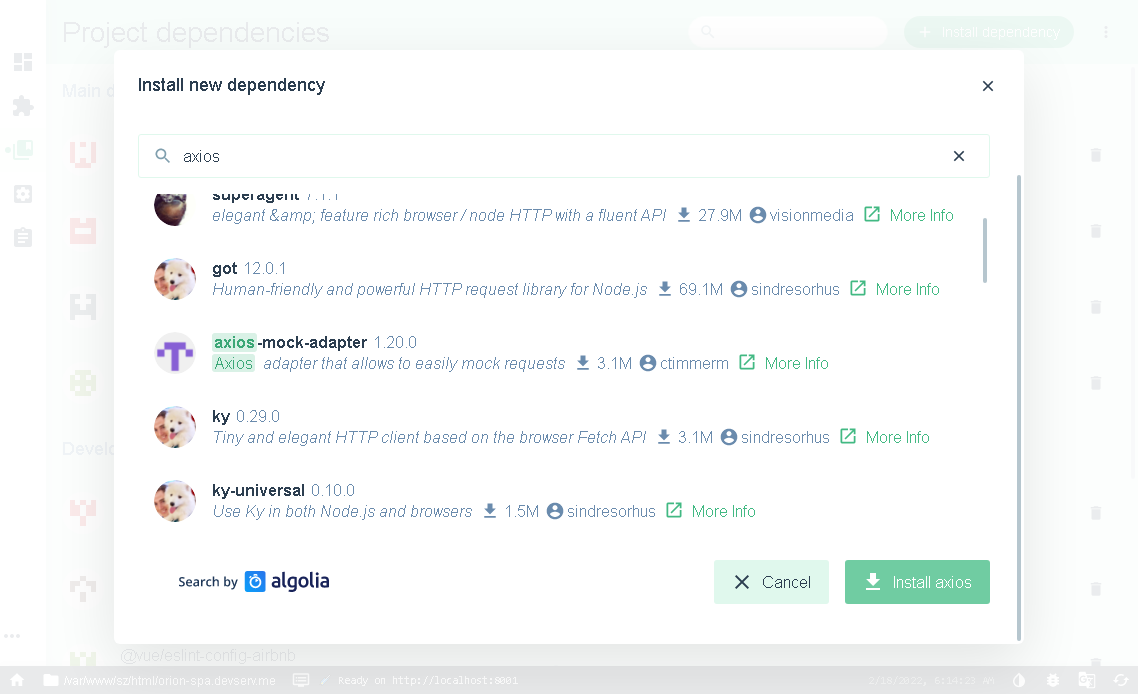 Project dependencies
Install dependency
Main d
Install new dependency
axios
superagent 7.1.1
elegant &amp; feature rich browser / node HTTP with a fluent API 27.9M visionmedia More Info
got 12.0.1
Human-friendly and powerful HTTP request library for Node.js 69.1M sindresorhus More Info
axios-mock-adapter 1.20.0
Axios adapter that allows to easily mock requests 3.1M ctimmerm More Info
ky 0.29.0
Tiny and elegant HTTP client based on the browser Fetch API 3.1M sindresorhus More Info
Develo
ky-universal 0.10.0
Use Ky in both Node.js and browsers 1.5M sindresorhus More Info
Search by algolia
Cancel
Install axios
@vue/eslint-config-airbnb
/var/www/sz/html/orion-spa.devserv.me
Ready on http://localhost:8001
2/19/2022, 6:14:23 AM